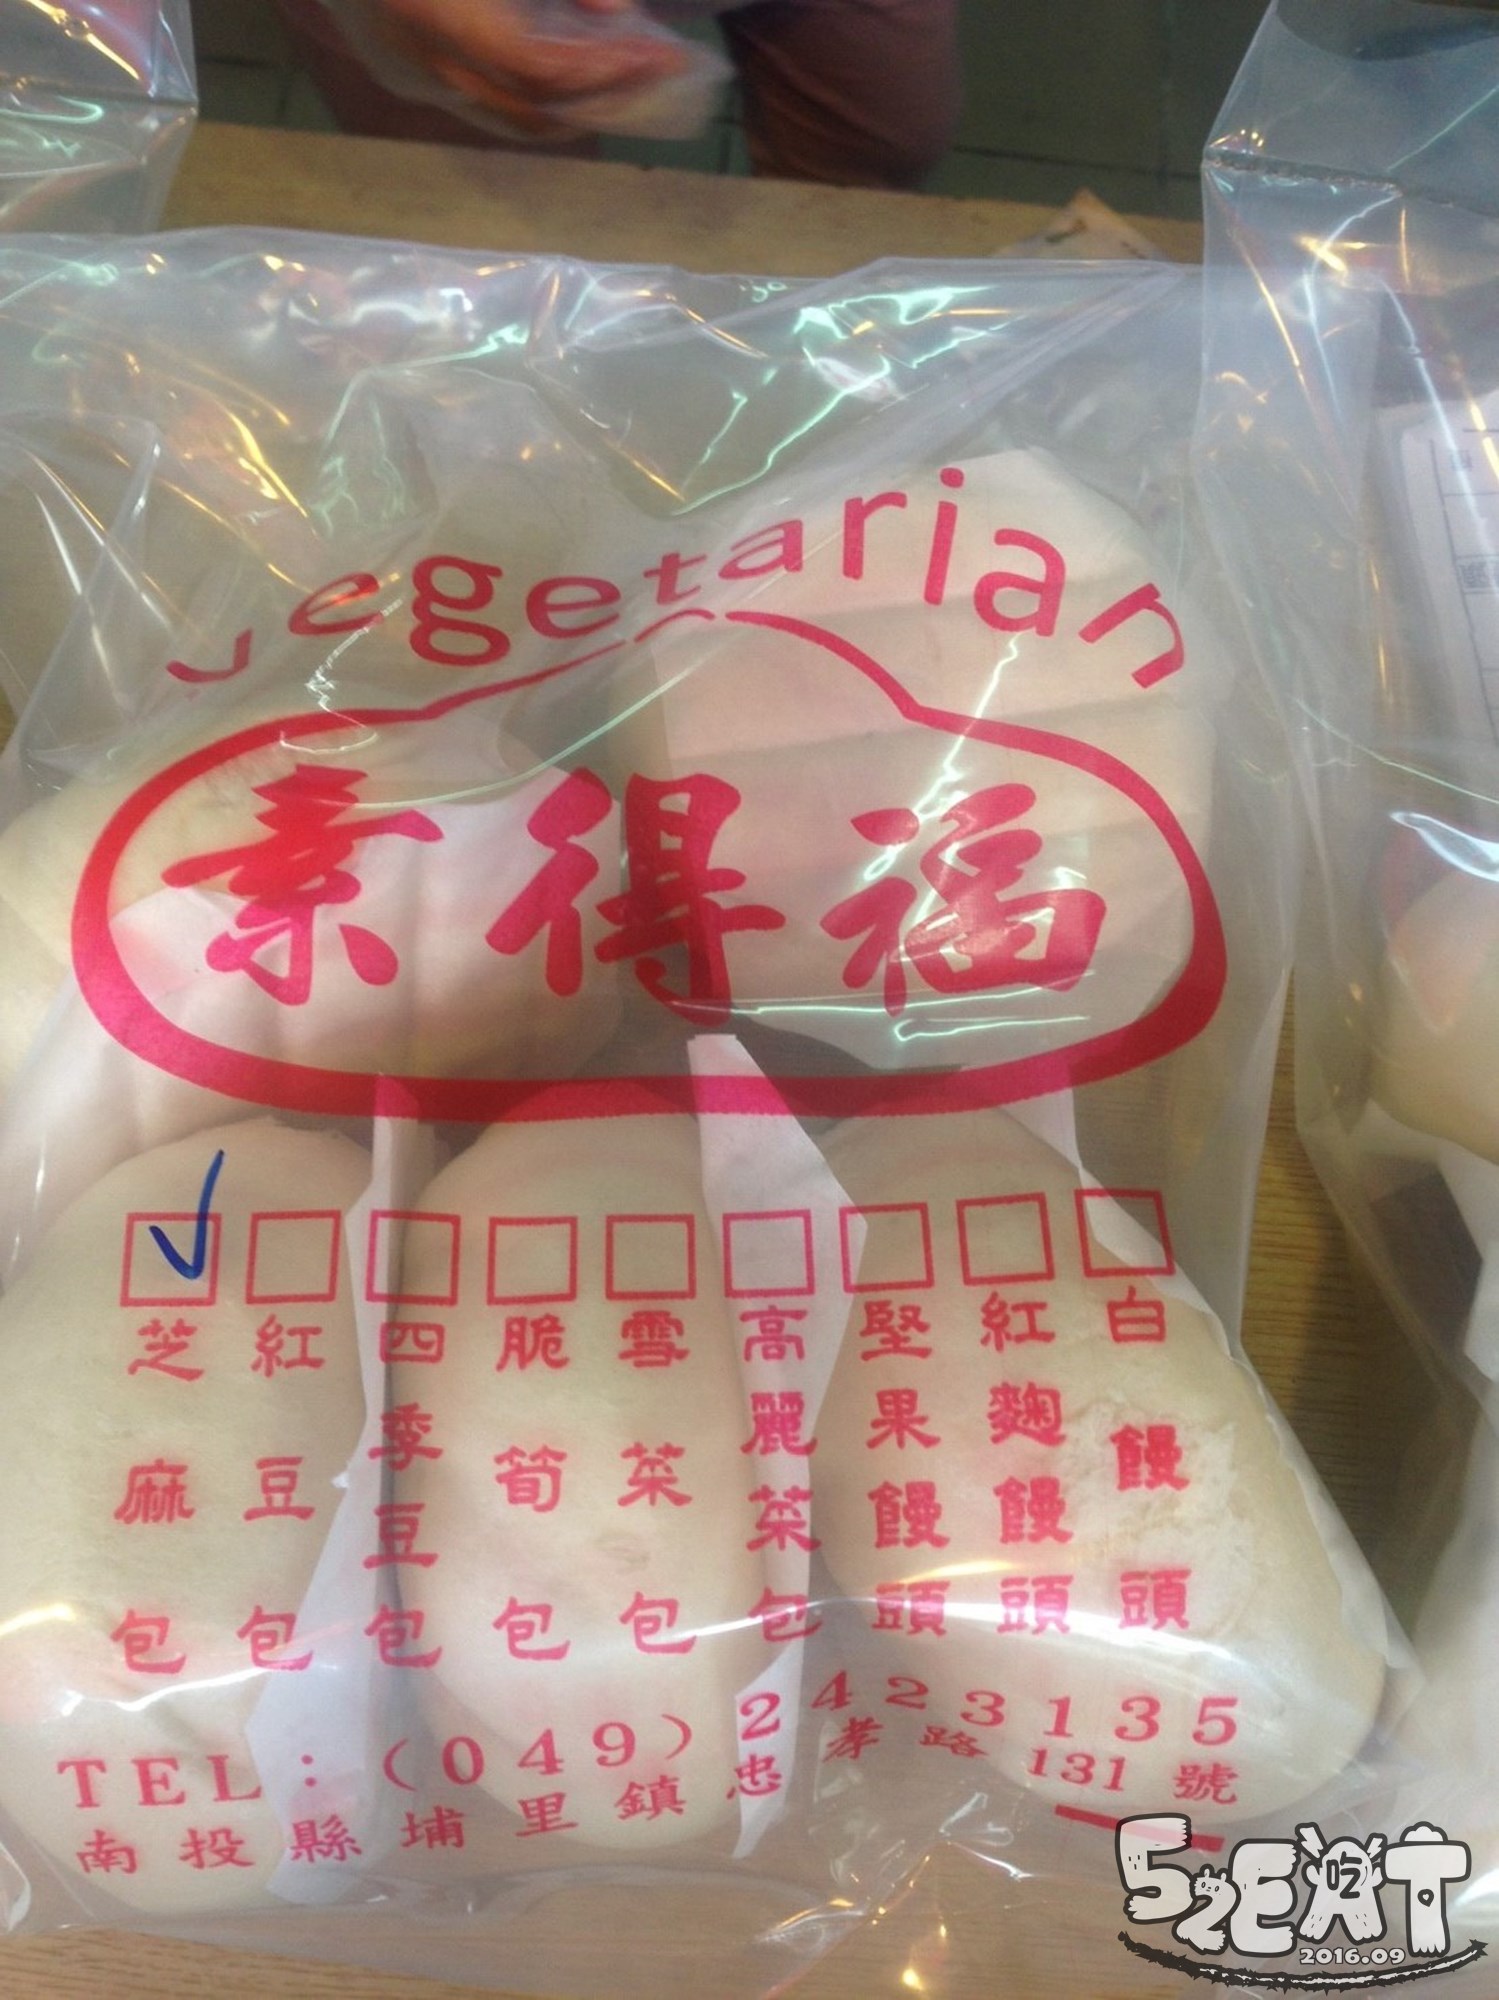 vegetarian
素得福
白饅頭
紅麴饅頭
堅果饅頭
高麗菜包
雪菜包
脆筍包
四季豆包
紅豆包
芝麻包
TEL:(049)2423135
南投縣埔里鎮忠孝路131號
52EAT
吃
2016.09